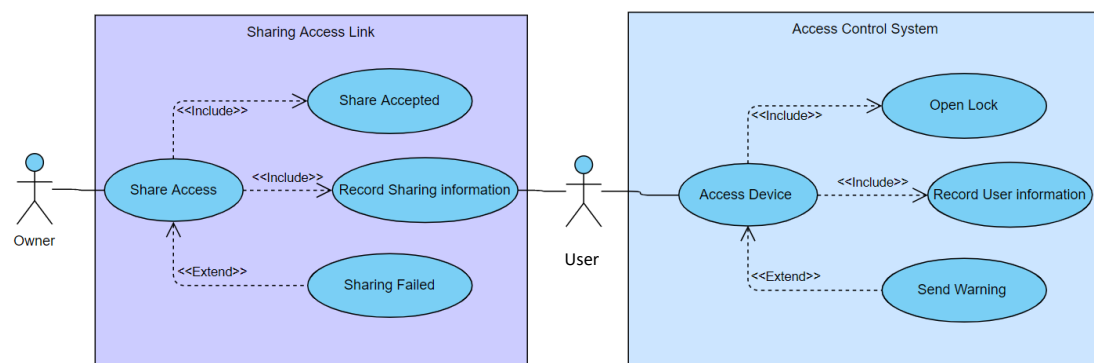 Sharing Access Link
Share Accepted
<<Include>>
Share Access
<<Include>>
Record Sharing information
Owner
<<Extend>>
Sharing Failed
User
Access Control System
Open Lock
<<Include>>
Access Device
<<Include>>
Record User information
<<Extend>>
Send Warning